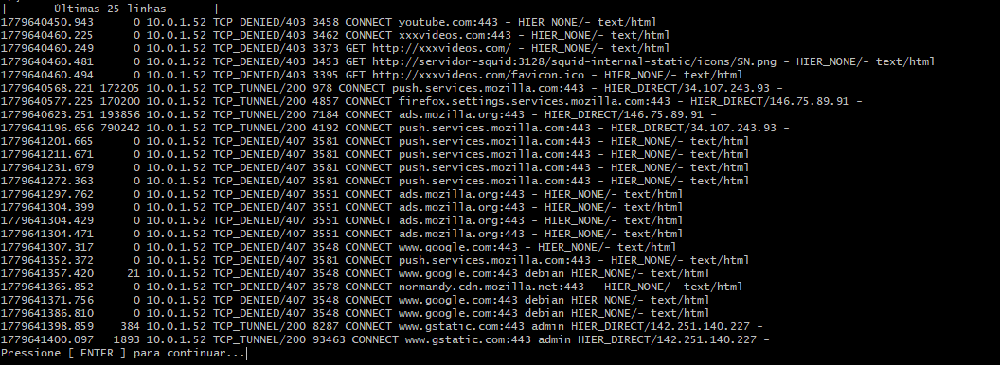 |------ Últimas 25 linhas ------|
1779640450.943 0 10.0.1.52 TCP_DENIED/403 3458 CONNECT youtube.com:443 - HIER_NONE/- text/html
1779640460.225 0 10.0.1.52 TCP_DENIED/403 3462 CONNECT xxxvideos.com:443 - HIER_NONE/- text/html
1779640460.249 0 10.0.1.52 TCP_DENIED/403 3373 GET http://xxxvideos.com/ - HIER_NONE/- text/html
1779640460.481 0 10.0.1.52 TCP_DENIED/403 3453 GET http://servidor-squid:3128/squid-internal-static/icons/SN.png - HIER_NONE/- text/html
1779640460.494 0 10.0.1.52 TCP_DENIED/403 3395 GET http://xxxvideos.com/favicon.ico - HIER_NONE/- text/html
1779640568.221 172205 10.0.1.52 TCP_TUNNEL/200 978 CONNECT push.services.mozilla.com:443 - HIER_DIRECT/34.107.243.93 -
1779640577.225 170200 10.0.1.52 TCP_TUNNEL/200 4857 CONNECT firefox.settings.services.mozilla.com:443 - HIER_DIRECT/146.75.89.91 -
1779640623.251 193856 10.0.1.52 TCP_TUNNEL/200 7184 CONNECT ads.mozilla.org:443 - HIER_DIRECT/146.75.89.91 -
1779641196.656 790242 10.0.1.52 TCP_TUNNEL/200 4192 CONNECT push.services.mozilla.com:443 - HIER_DIRECT/34.107.243.93 -
1779641201.665 0 10.0.1.52 TCP_DENIED/407 3581 CONNECT push.services.mozilla.com:443 - HIER_NONE/- text/html
1779641211.671 0 10.0.1.52 TCP_DENIED/407 3581 CONNECT push.services.mozilla.com:443 - HIER_NONE/- text/html
1779641231.679 0 10.0.1.52 TCP_DENIED/407 3581 CONNECT push.services.mozilla.com:443 - HIER_NONE/- text/html
1779641272.363 0 10.0.1.52 TCP_DENIED/407 3581 CONNECT push.services.mozilla.com:443 - HIER_NONE/- text/html
1779641297.762 0 10.0.1.52 TCP_DENIED/407 3551 CONNECT ads.mozilla.org:443 - HIER_NONE/- text/html
1779641304.399 0 10.0.1.52 TCP_DENIED/407 3551 CONNECT ads.mozilla.org:443 - HIER_NONE/- text/html
1779641304.429 0 10.0.1.52 TCP_DENIED/407 3551 CONNECT ads.mozilla.org:443 - HIER_NONE/- text/html
1779641304.471 0 10.0.1.52 TCP_DENIED/407 3551 CONNECT ads.mozilla.org:443 - HIER_NONE/- text/html
1779641307.317 0 10.0.1.52 TCP_DENIED/407 3548 CONNECT www.google.com:443 - HIER_NONE/- text/html
1779641352.372 0 10.0.1.52 TCP_DENIED/407 3581 CONNECT push.services.mozilla.com:443 - HIER_NONE/- text/html
1779641357.420 21 10.0.1.52 TCP_DENIED/407 3548 CONNECT www.google.com:443 debian HIER_NONE/- text/html
1779641365.852 0 10.0.1.52 TCP_DENIED/407 3578 CONNECT normandy.cdn.mozilla.net:443 - HIER_NONE/- text/html
1779641371.756 0 10.0.1.52 TCP_DENIED/407 3548 CONNECT www.google.com:443 debian HIER_NONE/- text/html
1779641386.810 0 10.0.1.52 TCP_DENIED/407 3548 CONNECT www.google.com:443 debian HIER_NONE/- text/html
1779641398.859 384 10.0.1.52 TCP_TUNNEL/200 8287 CONNECT www.gstatic.com:443 admin HIER_DIRECT/142.251.140.227 -
1779641400.097 1893 10.0.1.52 TCP_TUNNEL/200 93463 CONNECT www.gstatic.com:443 admin HIER_DIRECT/142.251.140.227 -
Pressione [ ENTER ] para continuar...